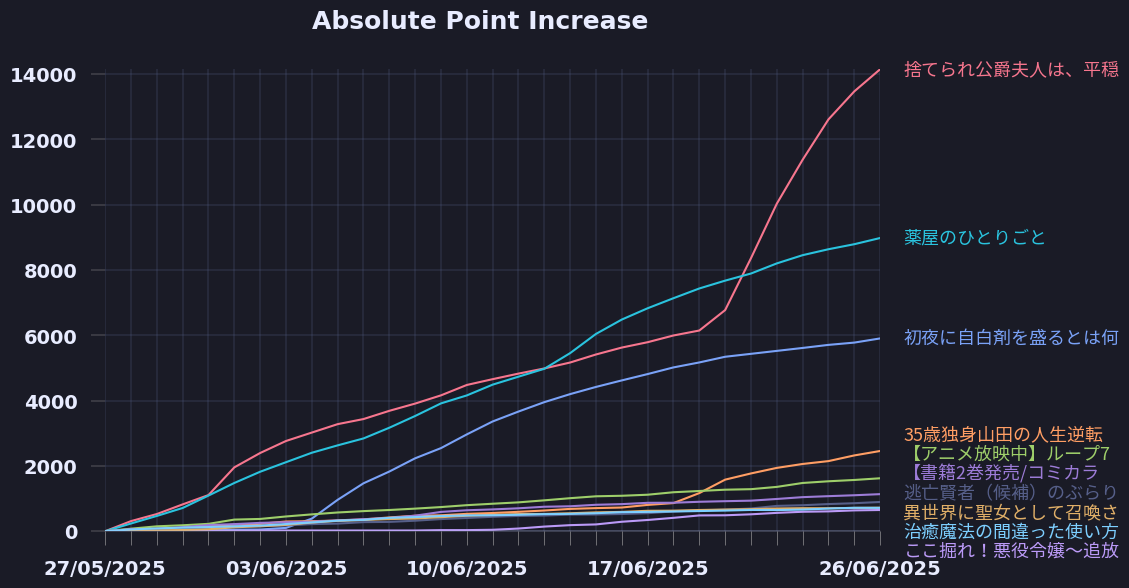 Absolute Point Increase
14000
12000
10000
8000
6000
4000
2000
0
27/05/2025
03/06/2025
10/06/2025
17/06/2025
26/06/2025
捨てられ公爵夫人は、平穏
薬屋のひとりごと
初夜に自白剤を盛るとは何
35歳独身山田の人生逆転
【アニメ放映中】ループ7
【書籍2巻発売/コミカラ
逃亡賢者（候補）のぶらり
異世界に聖女として召喚さ
治癒魔法の間違った使い方
ここ掘れ！悪役令嬢～追放